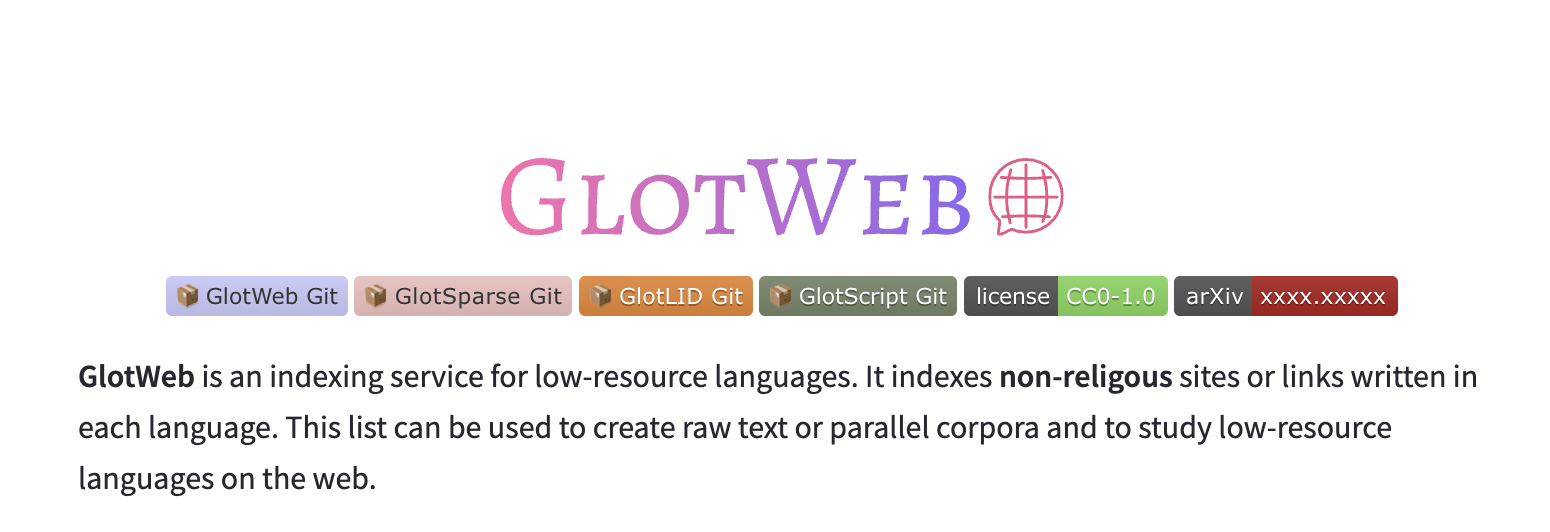 GlotWeb
GlotWeb Git GlotSparse Git GlotLID Git GlotScript Git license CC0-1.0 arXiv xxxx.xxxxx
GlotWeb is an indexing service for low-resource languages. It indexes non-religous sites or links written in
each language. This list can be used to create raw text or parallel corpora and to study low-resource
languages on the web.